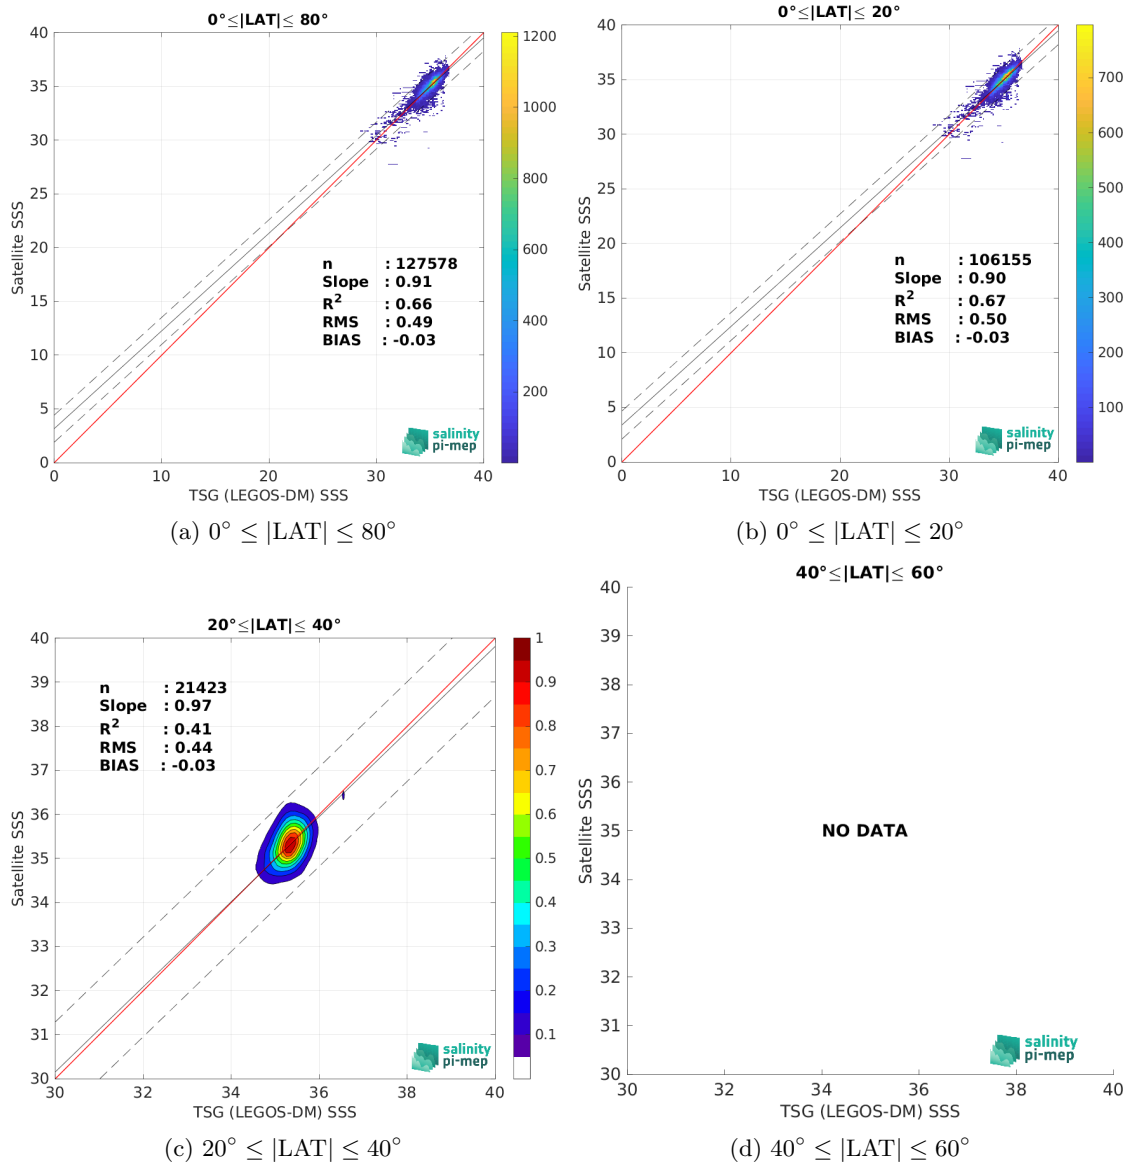 0°≤|LAT|≤ 80°
40
35
30
25
20
15
10
5
0
Satellite SSS
n : 127578
Slope : 0.91
R2 : 0.66
RMS : 0.49
BIAS : -0.03
salinity
pi-mep
0 10 20 30 40
TSG (LEGOS-DM) SSS
1200
1000
800
600
400
200
(a) 0° ≤ |LAT| ≤ 80°
0°≤|LAT|≤ 20°
40
35
30
25
20
15
10
5
0
Satellite SSS
n : 106155
Slope : 0.90
R2 : 0.67
RMS : 0.50
BIAS : -0.03
salinity
pi-mep
0 10 20 30 40
TSG (LEGOS-DM) SSS
700
600
500
400
300
200
100
(b) 0° ≤ |LAT| ≤ 20°
20°≤|LAT|≤ 40°
40
39
38
37
36
35
34
33
32
31
30
Satellite SSS
n : 21423
Slope : 0.97
R2 : 0.41
RMS : 0.44
BIAS : -0.03
salinity
pi-mep
30 32 34 36 38 40
TSG (LEGOS-DM) SSS
1
0.9
0.8
0.7
0.6
0.5
0.4
0.3
0.2
0.1
(c) 20° ≤ |LAT| ≤ 40°
40°≤|LAT|≤ 60°
40
39
38
37
36
35
34
33
32
31
30
Satellite SSS
NO DATA
salinity
pi-mep
30 32 34 36 38 40
TSG (LEGOS-DM) SSS
(d) 40° ≤ |LAT| ≤ 60°